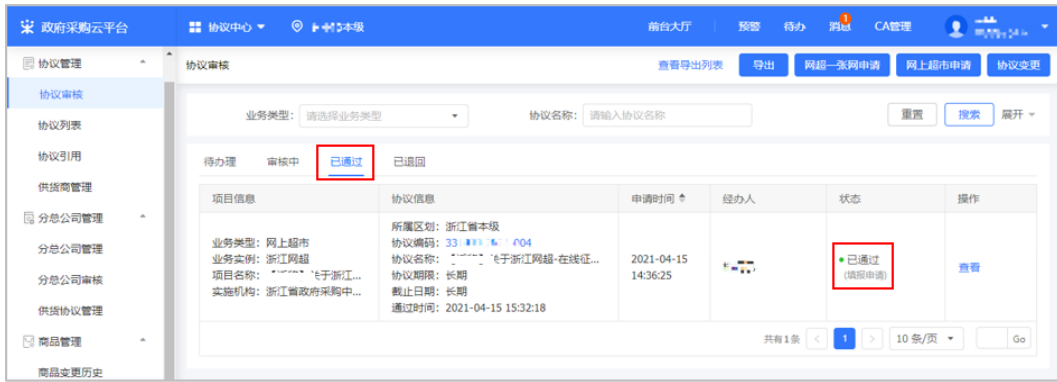 政府采购云平台
协议中心
本级
前台大厅
预警
待办
消息
1
CA管理
协议管理
协议审核
协议列表
协议引用
供货商管理
分总公司管理
分总公司管理
分总公司审核
供货协议管理
商品管理
商品变更历史
协议审核
查看导出列表
导出
网超一张网申请
网上超市申请
协议变更
业务类型： 请选择业务类型
协议名称： 请输入协议名称
重置
搜索
展开
待办理
审核中
已通过
已退回
项目信息
协议信息
申请时间
经办人
状态
操作
业务类型：网上超市
业务实例：浙江网超
项目名称： 于浙江...
实施机构：浙江省政府采购中...
所属区划：浙江省本级
协议编码：33 004
协议名称： 于浙江网超-在线征...
协议期限：长期
截止日期：长期
通过时间：2021-04-15 15:32:18
2021-04-15
14:36:25
已通过
(填报申请)
查看
共有1条
1
10 条/页
Go